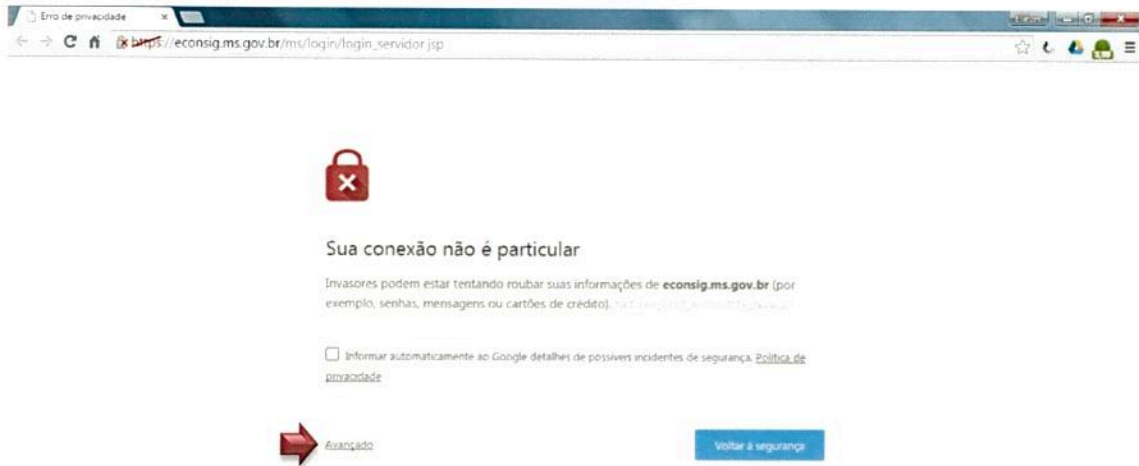 Erro de privacidade
https://econsig.ms.gov.br/ms/login/login_servidor.jsp
Sua conexão não é particular
Invasores podem estar tentando roubar suas informações de econsig.ms.gov.br (por
exemplo, senhas, mensagens ou cartões de crédito).
Informar automaticamente ao Google detalhes de possíveis incidentes de segurança. Política de
privacidade
Avançado
Voltar à segurança